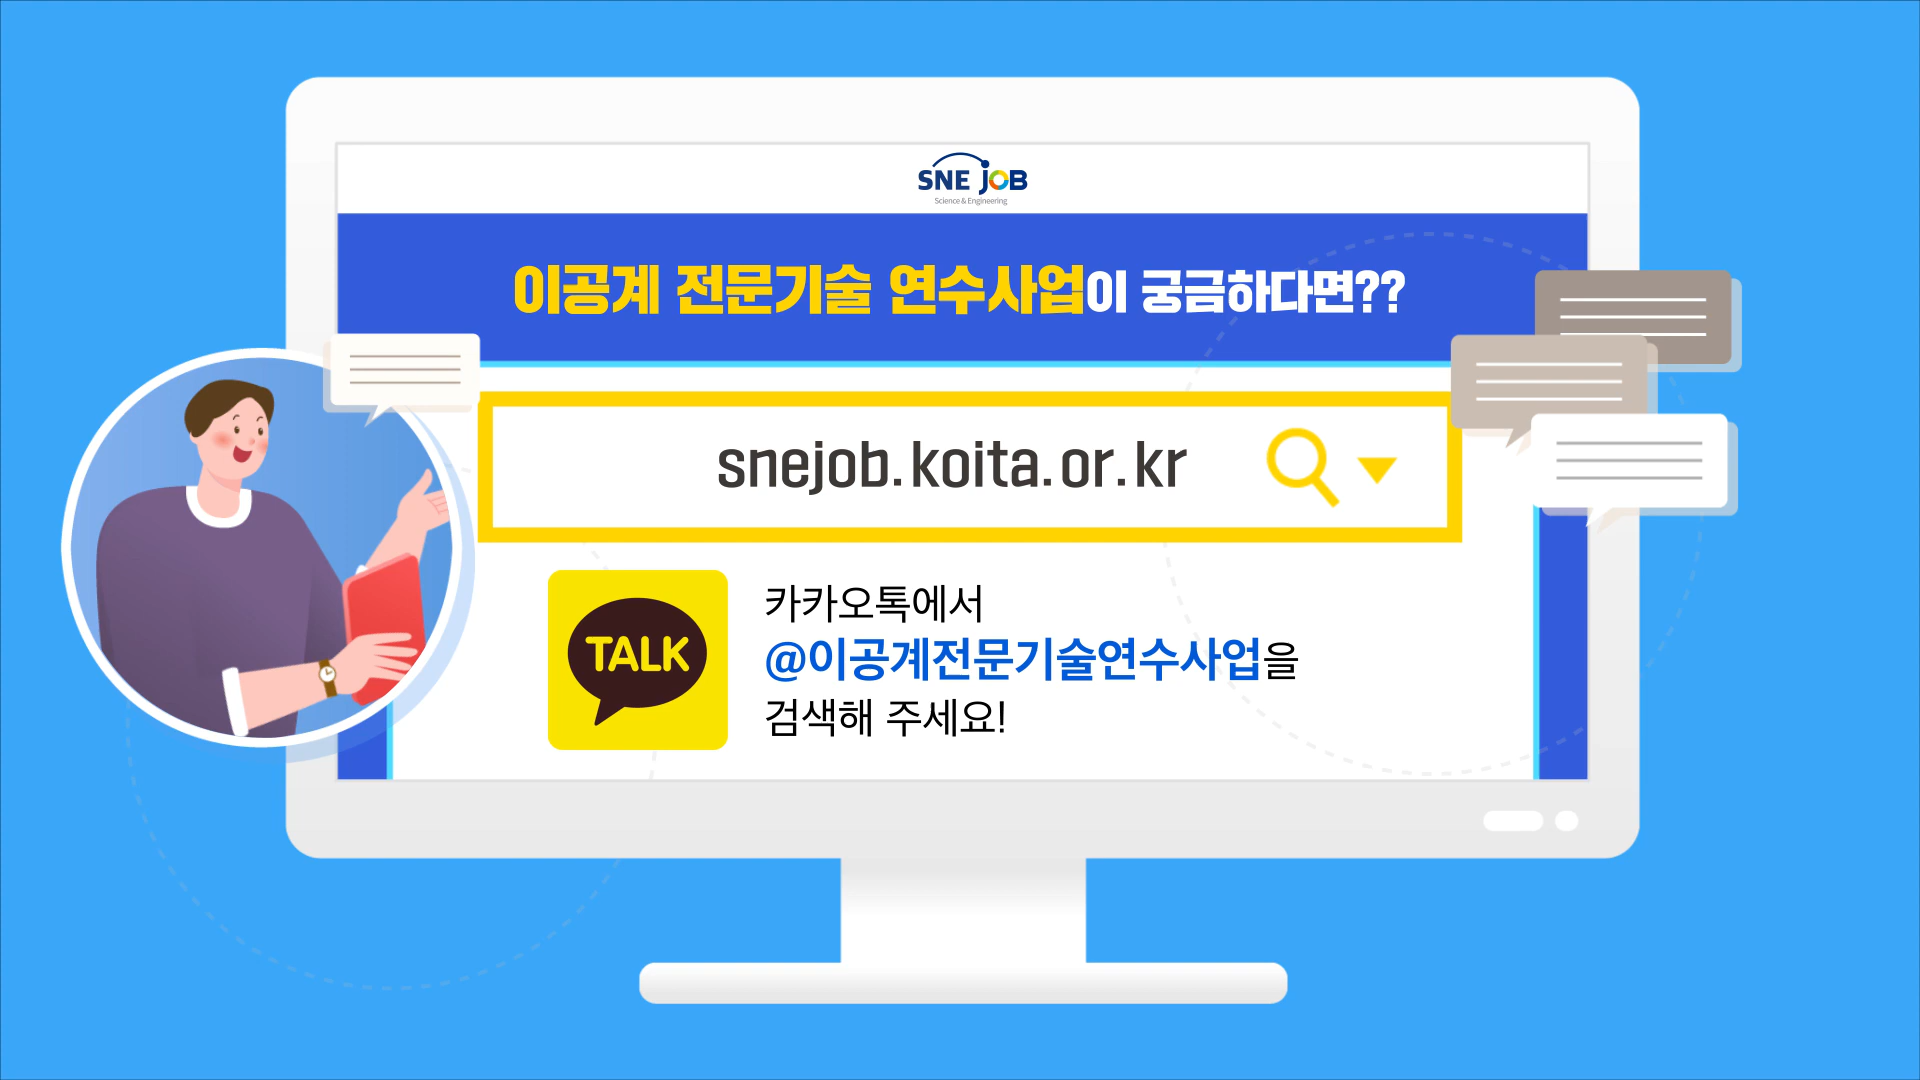 SNE JOB
Science & Engineering
이공계 전문기술 연수사업이 궁금하다면??
snejob.koita.or.kr
TALK
카카오톡에서
@이공계전문기술연수사업을
검색해 주세요!